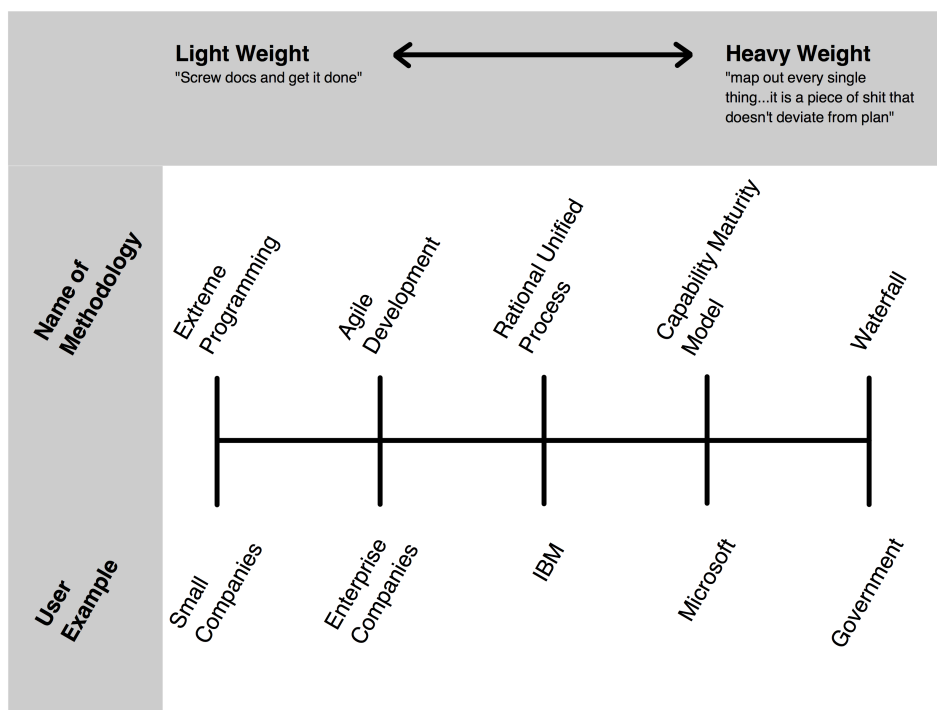 Light Weight
"Screw docs and get it done"
Heavy Weight
"map out every single
thing...it is a piece of shit that
doesn't deviate from plan"
Name of
Methodology
Extreme
Programming
Agile
Development
Rational Unified
Process
Capability Maturity
Model
Waterfall
User
Example
Small
Companies
Enterprise
Companies
IBM
Microsoft
Government